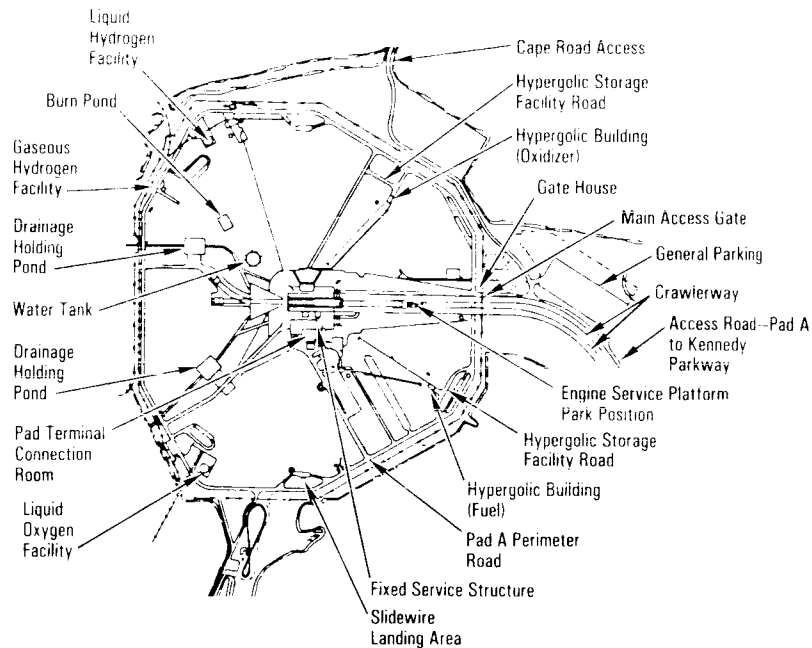 Liquid
Hydrogen
Facility
Burn Pond
Gaseous
Hydrogen
Facility
Drainage
Holding
Pond
Water Tank
Drainage
Holding
Pond
Pad Terminal
Connection
Room
Liquid
Oxygen
Facility
Cape Road Access
Hypergolic Storage
Facility Road
Hypergolic Building
(Oxidizer)
Gate House
Main Access Gate
General Parking
Crawlerway
Access Road—Pad A
to Kennedy
Parkway
Engine Service Platform
Park Position
Hypergolic Storage
Facility Road
Hypergolic Building
(Fuel)
Pad A Perimeter
Road
Fixed Service Structure
Slidewire
Landing Area